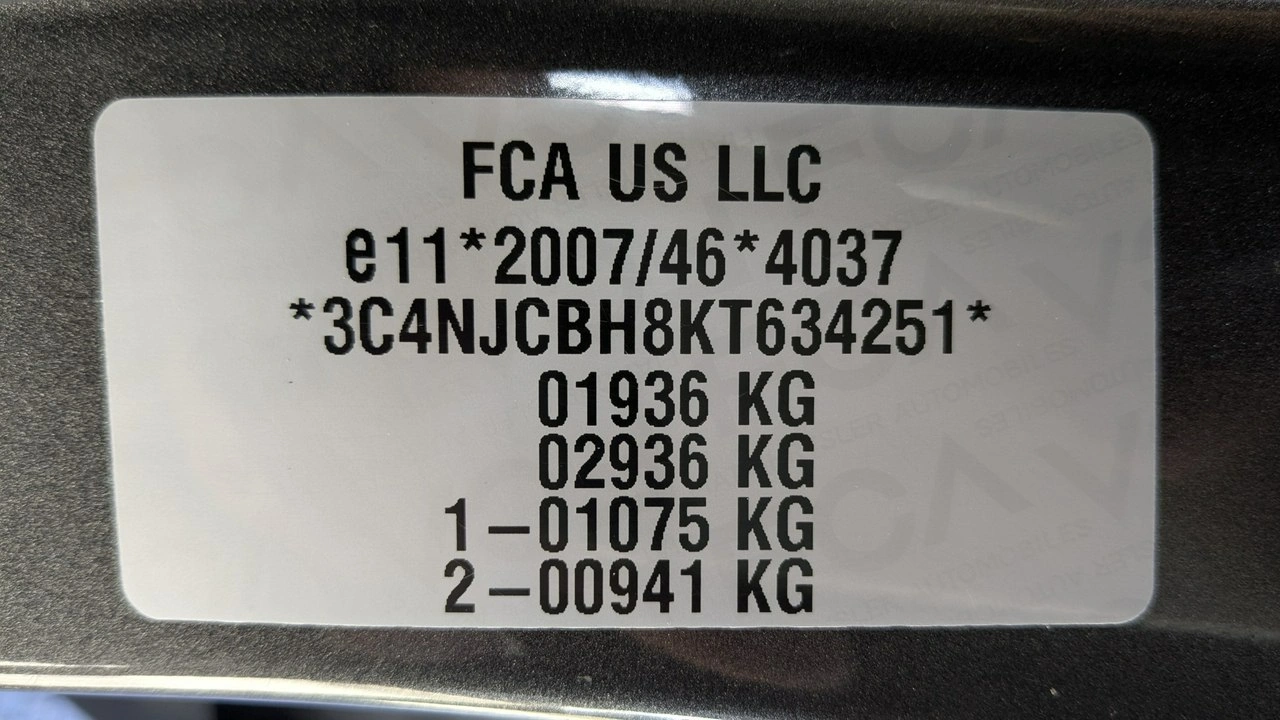 FCA US LLC
e11*2007/46*4037
*3C4NJCBH8KT634251*
01936 KG
02936 KG
1-01075 KG
2-00941 KG